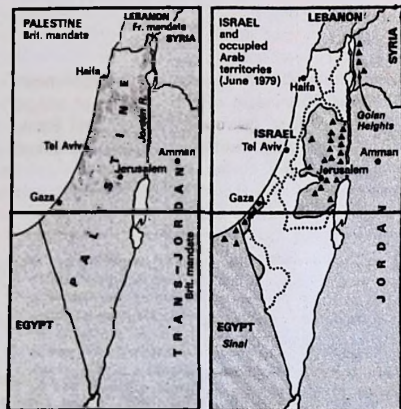 PALESTINE
Brit. mandate
LEBANON
Fr. mandate
SYRIA
Haifa
Jordan R.
Tel Aviv
Amman
Jerusalem
Gaza
PALESTINE
TRANS-JORDAN
Brit. mandate
EGYPT
ISRAEL
and
occupied
Arab
territories
(June 1979)
LEBANON
SYRIA
Haifa
Golan
Heights
ISRAEL
Tel Aviv
Amman
Jerusalem
Gaza
JORDAN
EGYPT
Sinai